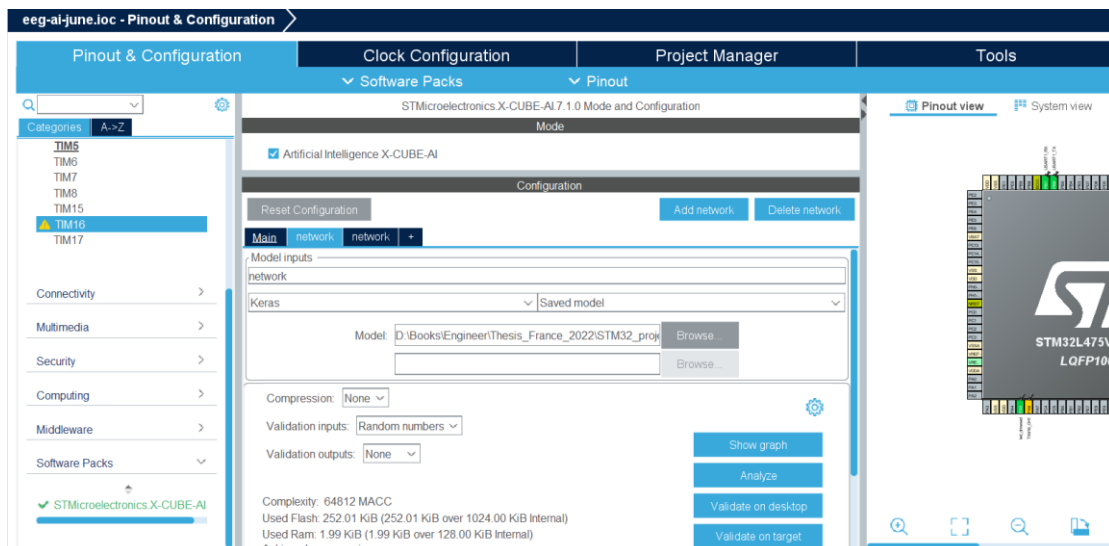 eeg-ai-june.ioc - Pinout & Configuration
Pinout & Configuration
Clock Configuration
Project Manager
Tools
Software Packs
Pinout
Categories
A->Z
TIM5
TIM6
TIM7
TIM8
TIM15
TIM16
TIM17
Connectivity
Multimedia
Security
Computing
Middleware
Software Packs
STMicroelectronics.X-CUBE-AI
STMicroelectronics.X-CUBE-AI.7.1.0 Mode and Configuration
Mode
Artificial Intelligence X-CUBE-AI
Configuration
Reset Configuration
Add network
Delete network
Main
network
network
+
Model inputs
network
Keras
Saved model
Model:
D:\Books\Engineer\Thesis_France_2022\STM32_proj
Browse...
Browse...
Compression:
None
Validation inputs:
Random numbers
Validation outputs:
None
Show graph
Analyze
Validate on desktop
Validate on target
Complexity: 64812 MACC
Used Flash: 252.01 KiB (252.01 KiB over 1024.00 KiB Internal)
Used Ram: 1.99 KiB (1.99 KiB over 128.00 KiB Internal)
Pinout view
System view
STM32L475V
LQFP100